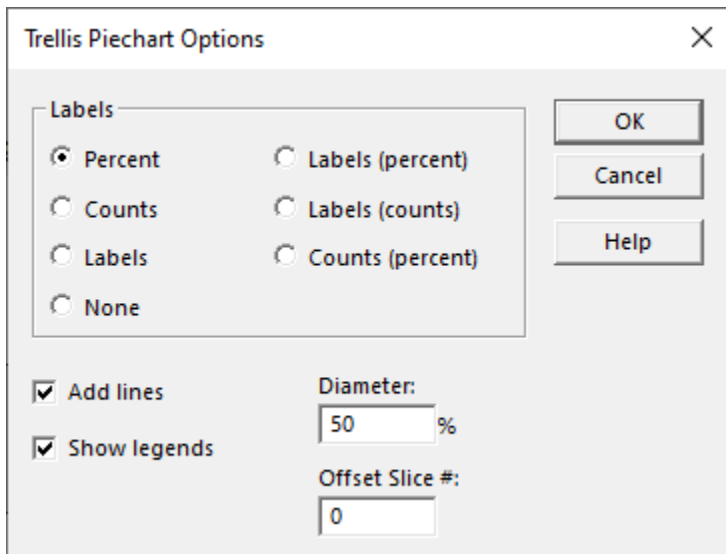 Trellis Piechart Options
Labels
Percent
Labels (percent)
Counts
Labels (counts)
Labels
Counts (percent)
None
OK
Cancel
Help
Add lines
Show legends
Diameter:
50 %
Offset Slice #:
0